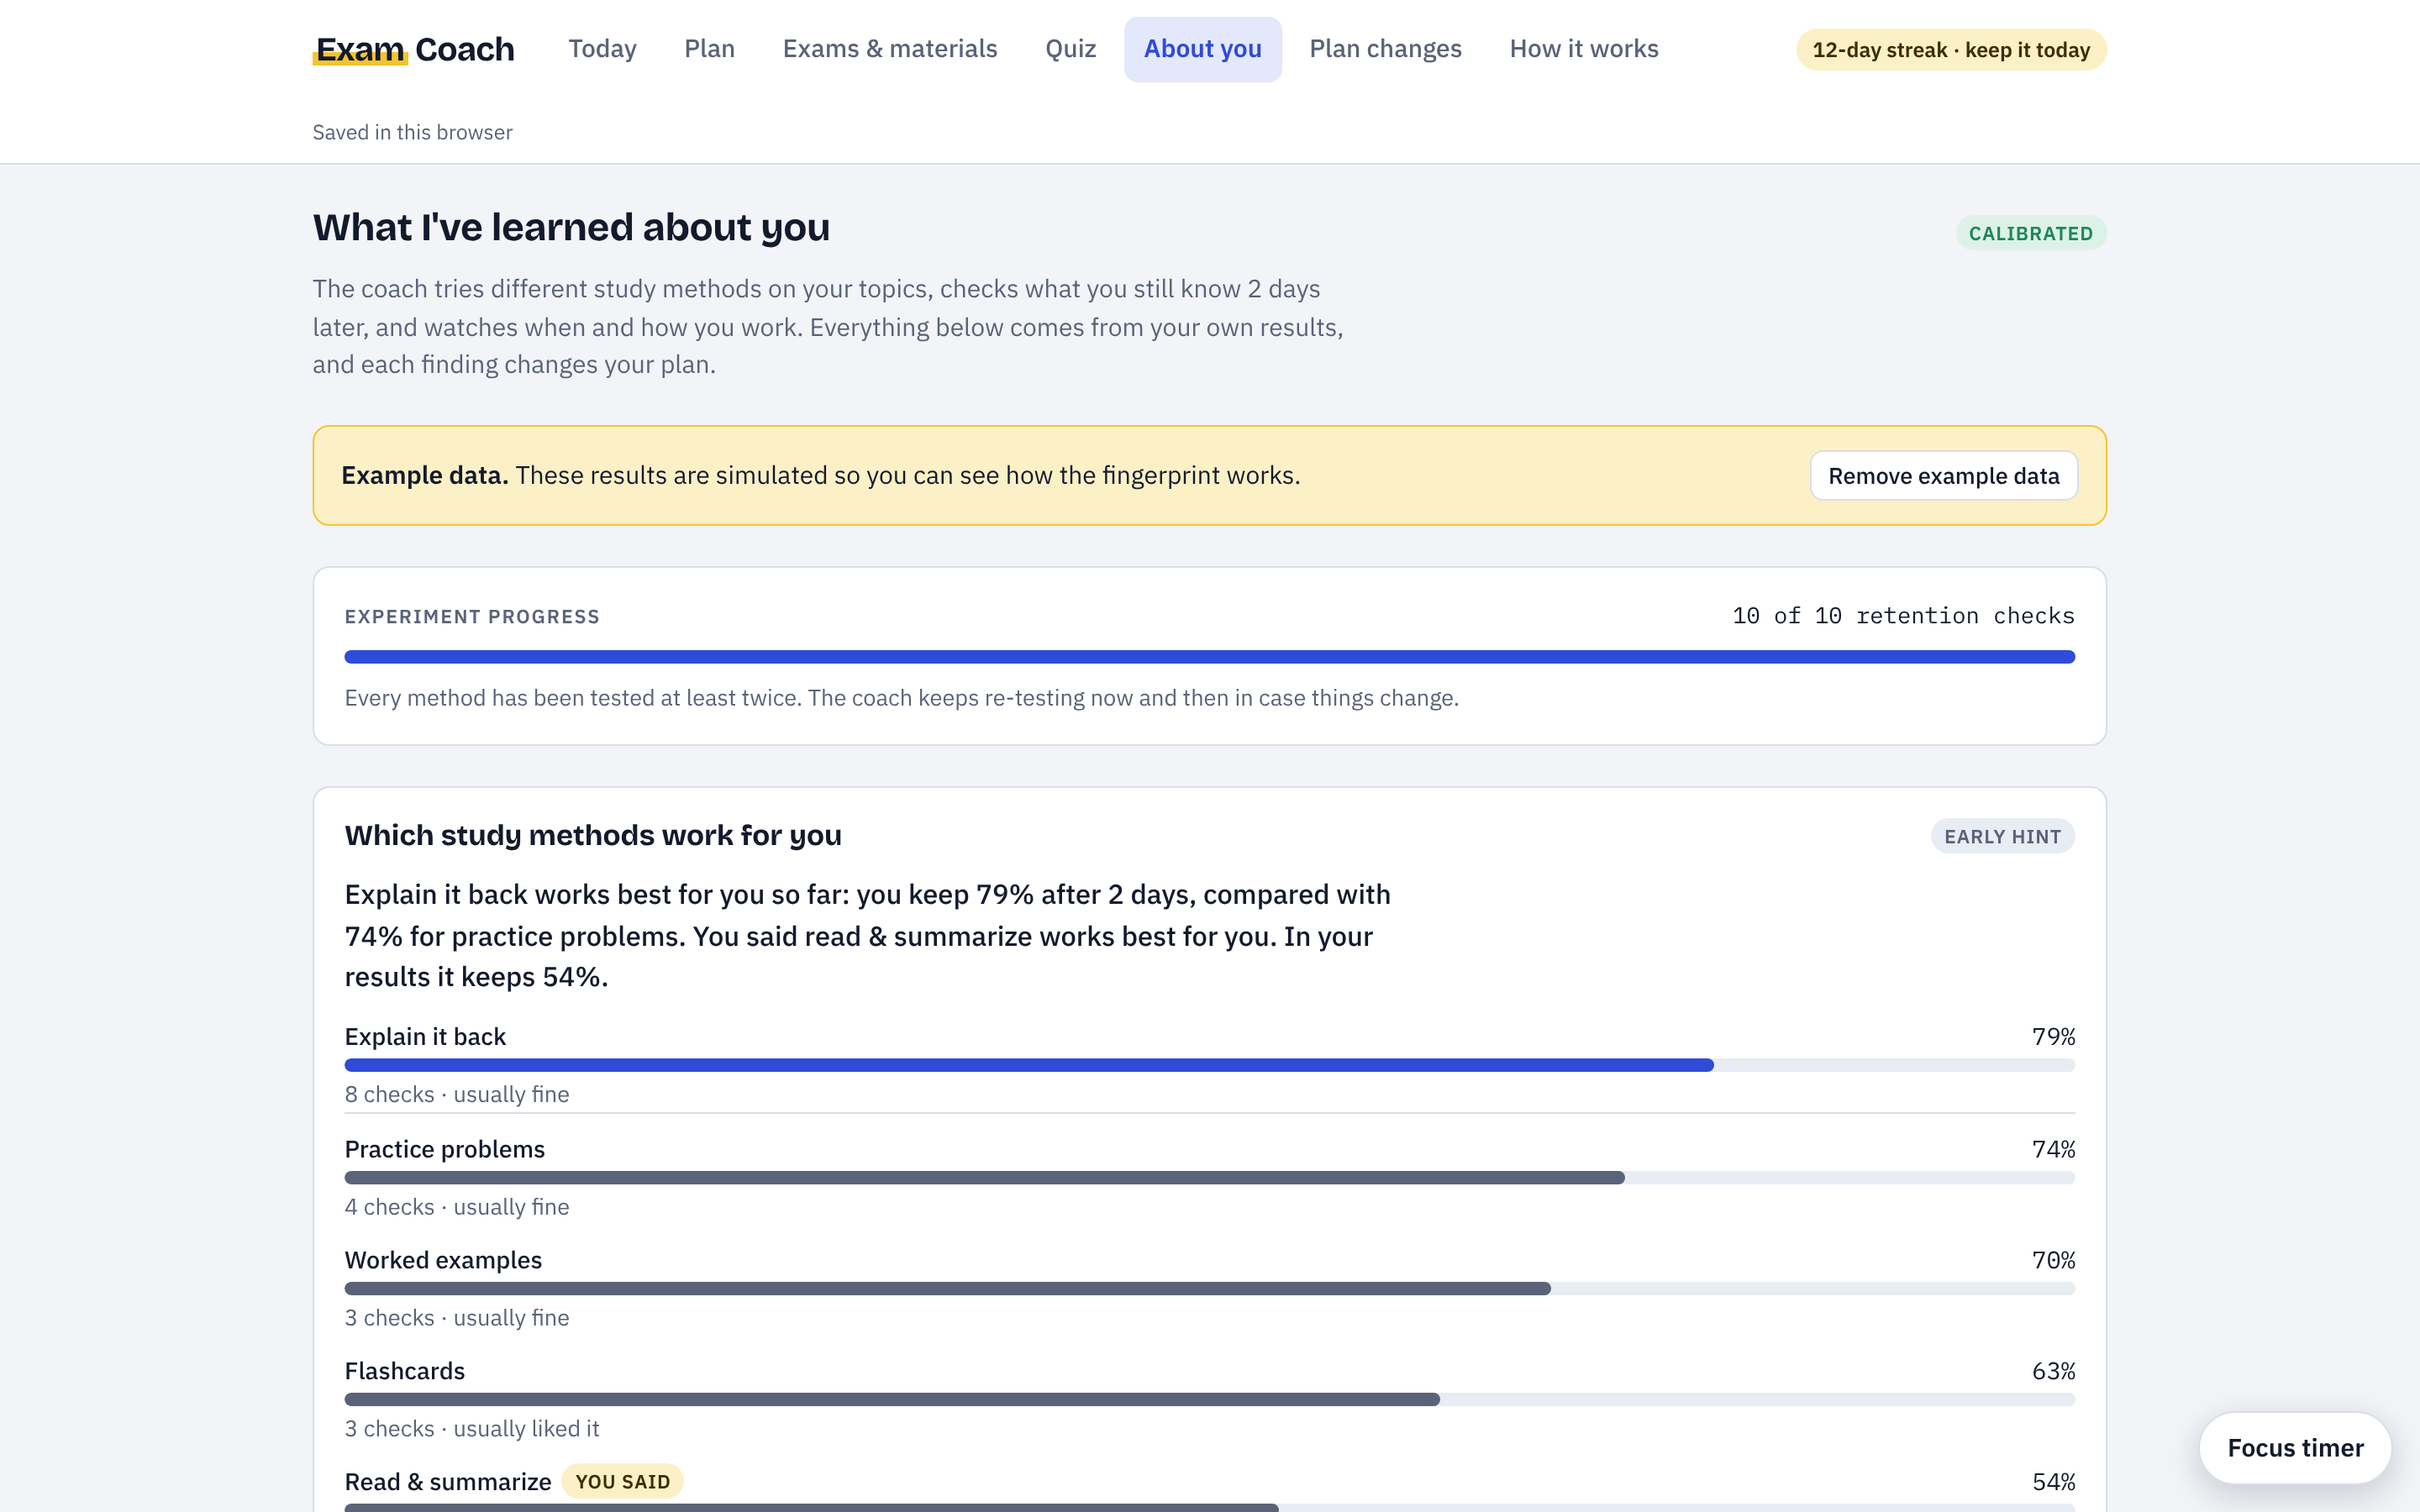 Exam Coach
Today
Plan
Exams & materials
Quiz
About you
Plan changes
How it works
12-day streak · keep it today
Saved in this browser
What I've learned about you
CALIBRATED
The coach tries different study methods on your topics, checks what you still know 2 days
later, and watches when and how you work. Everything below comes from your own results,
and each finding changes your plan.
Example data. These results are simulated so you can see how the fingerprint works.
Remove example data
EXPERIMENT PROGRESS
10 of 10 retention checks
Every method has been tested at least twice. The coach keeps re-testing now and then in case things change.
Which study methods work for you
EARLY HINT
Explain it back works best for you so far: you keep 79% after 2 days, compared with
74% for practice problems. You said read & summarize works best for you. In your
results it keeps 54%.
Explain it back
79%
8 checks · usually fine
Practice problems
74%
4 checks · usually fine
Worked examples
70%
3 checks · usually fine
Flashcards
63%
3 checks · usually liked it
Read & summarize
YOU SAID
54%
Focus timer